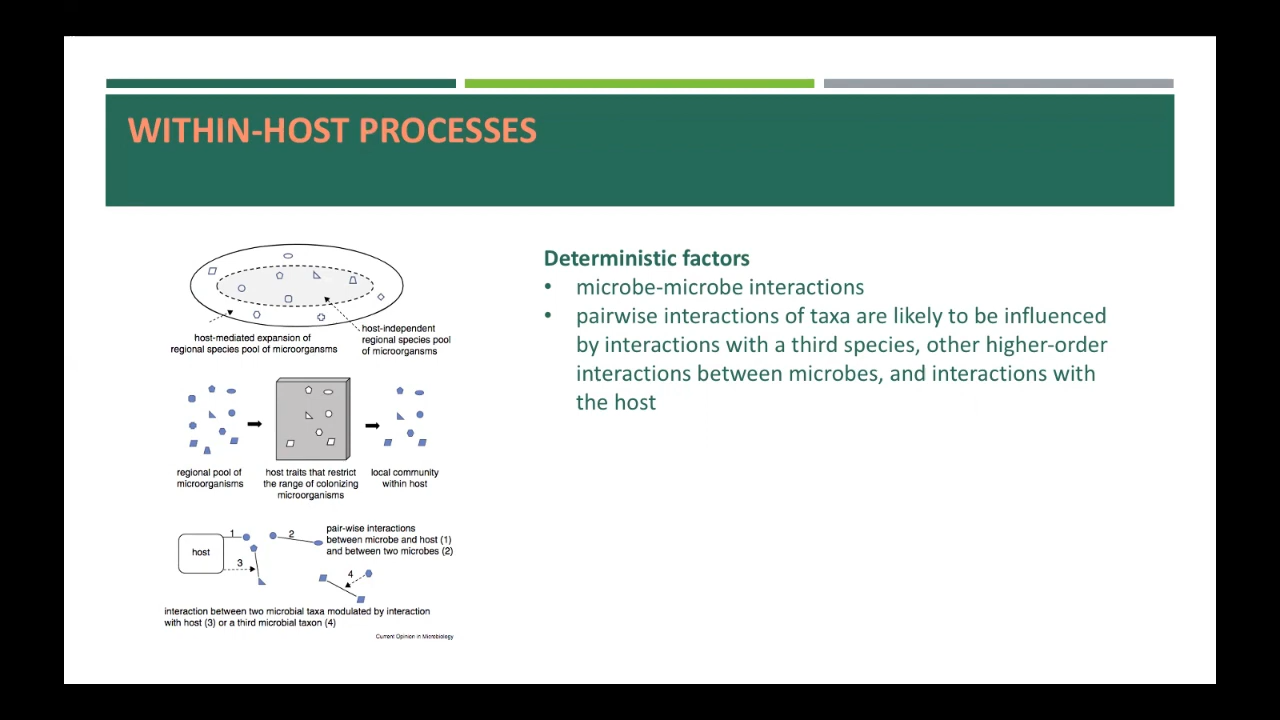 WITHIN-HOST PROCESSES
host-mediated expansion of
regional species pool of microorgansms
host-independent
regional species pool
of microorgansms
regional pool of
microorganisms
host traits that restrict
the range of colonizing
microorganisms
local community
within host
host
1
2
3
4
pair-wise interactions
between microbe and host (1)
and between two microbes (2)
interaction between two microbial taxa modulated by interaction
with host (3) or a third microbial taxon (4)
Current Opinion in Microbiology
Deterministic factors
• microbe-microbe interactions
• pairwise interactions of taxa are likely to be influenced
by interactions with a third species, other higher-order
interactions between microbes, and interactions with
the host